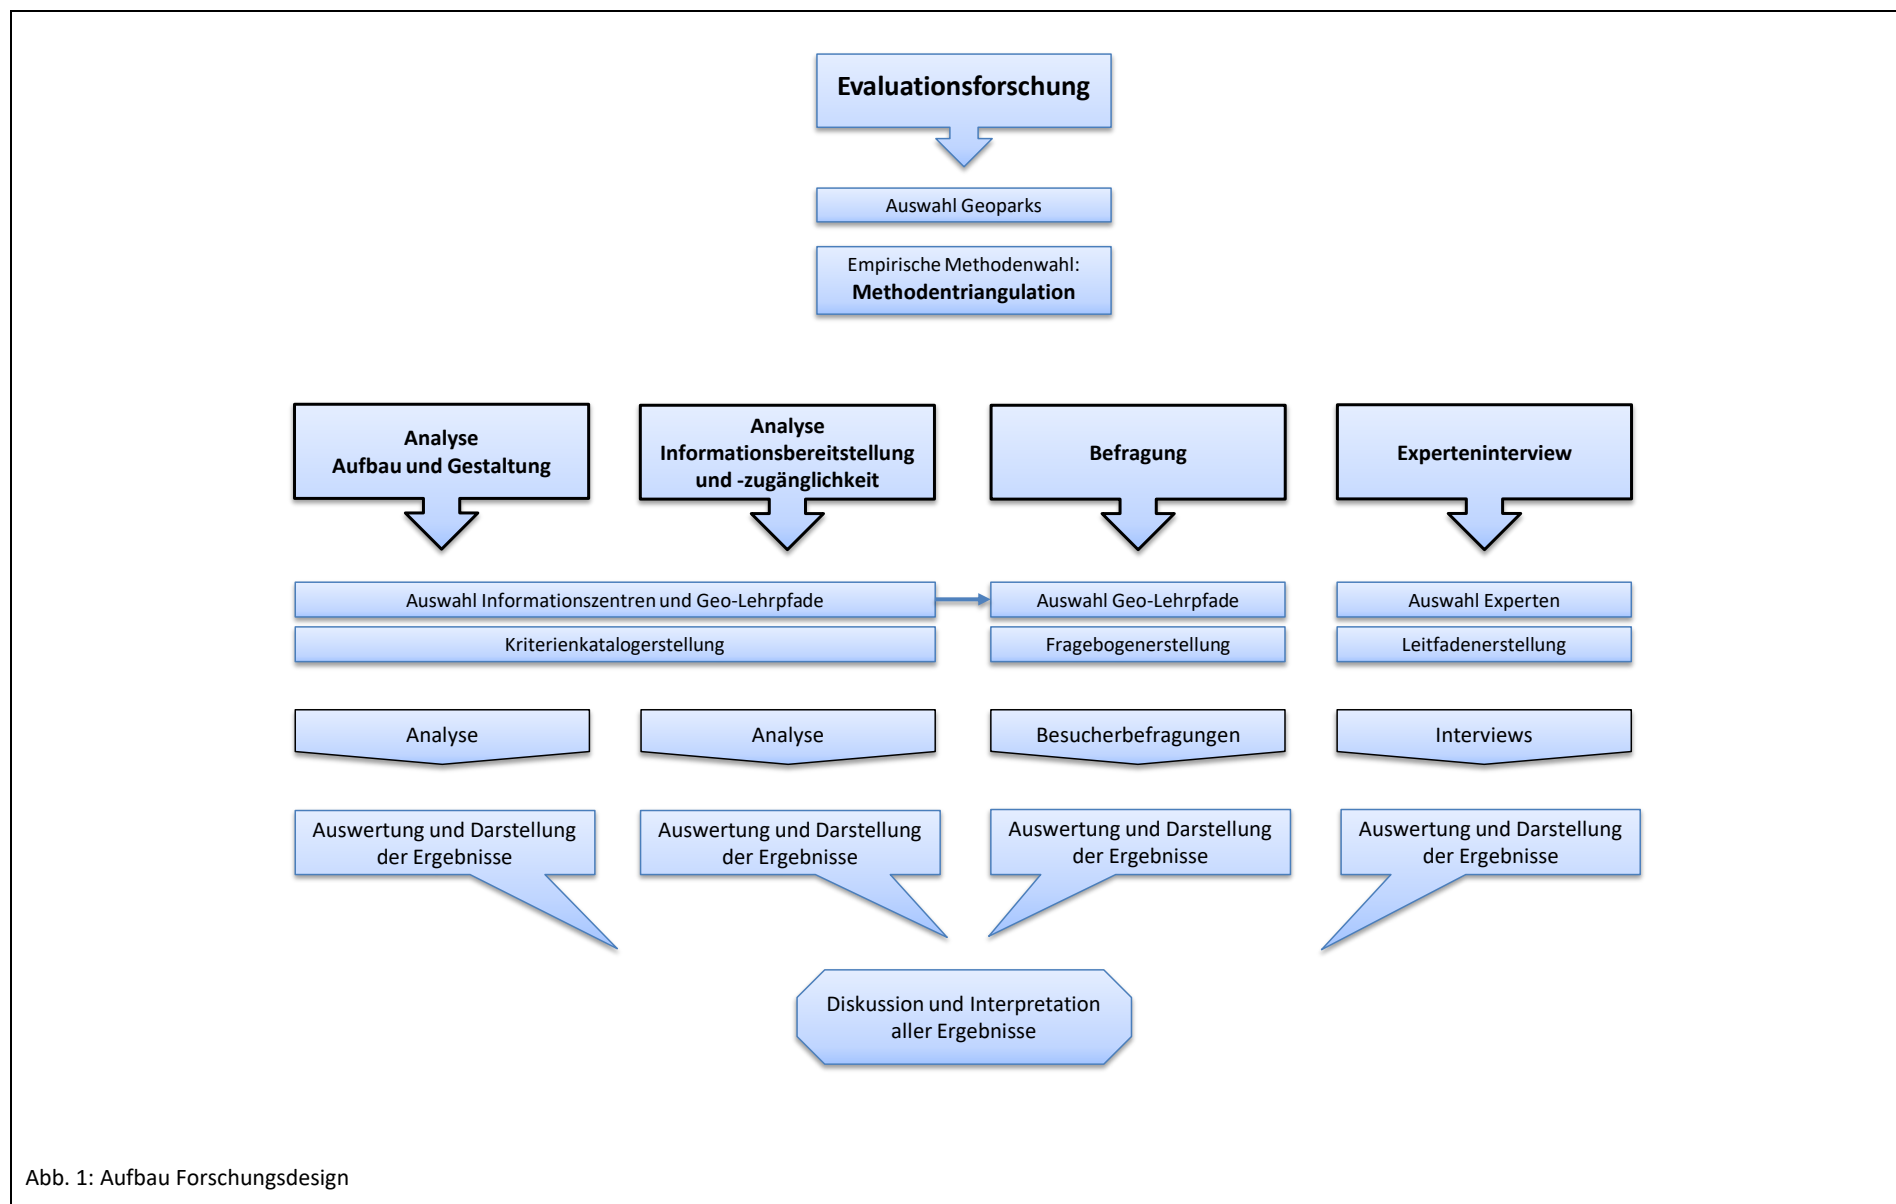 Evaluationsforschung
Auswahl Geoparks
Empirische Methodenwahl:
Methodentriangulation
Analyse
Aufbau und Gestaltung
Analyse
Informationsbereitstellung
und -zugänglichkeit
Befragung
Experteninterview
Auswahl Informationszentren und Geo-Lehrpfade
Auswahl Geo-Lehrpfade
Auswahl Experten
Kriterienkatalogerstellung
Fragebogenerstellung
Leitfadenerstellung
Analyse
Analyse
Besucherbefragungen
Interviews
Auswertung und Darstellung
der Ergebnisse
Auswertung und Darstellung
der Ergebnisse
Auswertung und Darstellung
der Ergebnisse
Auswertung und Darstellung
der Ergebnisse
Diskussion und Interpretation
aller Ergebnisse
Abb. 1: Aufbau Forschungsdesign